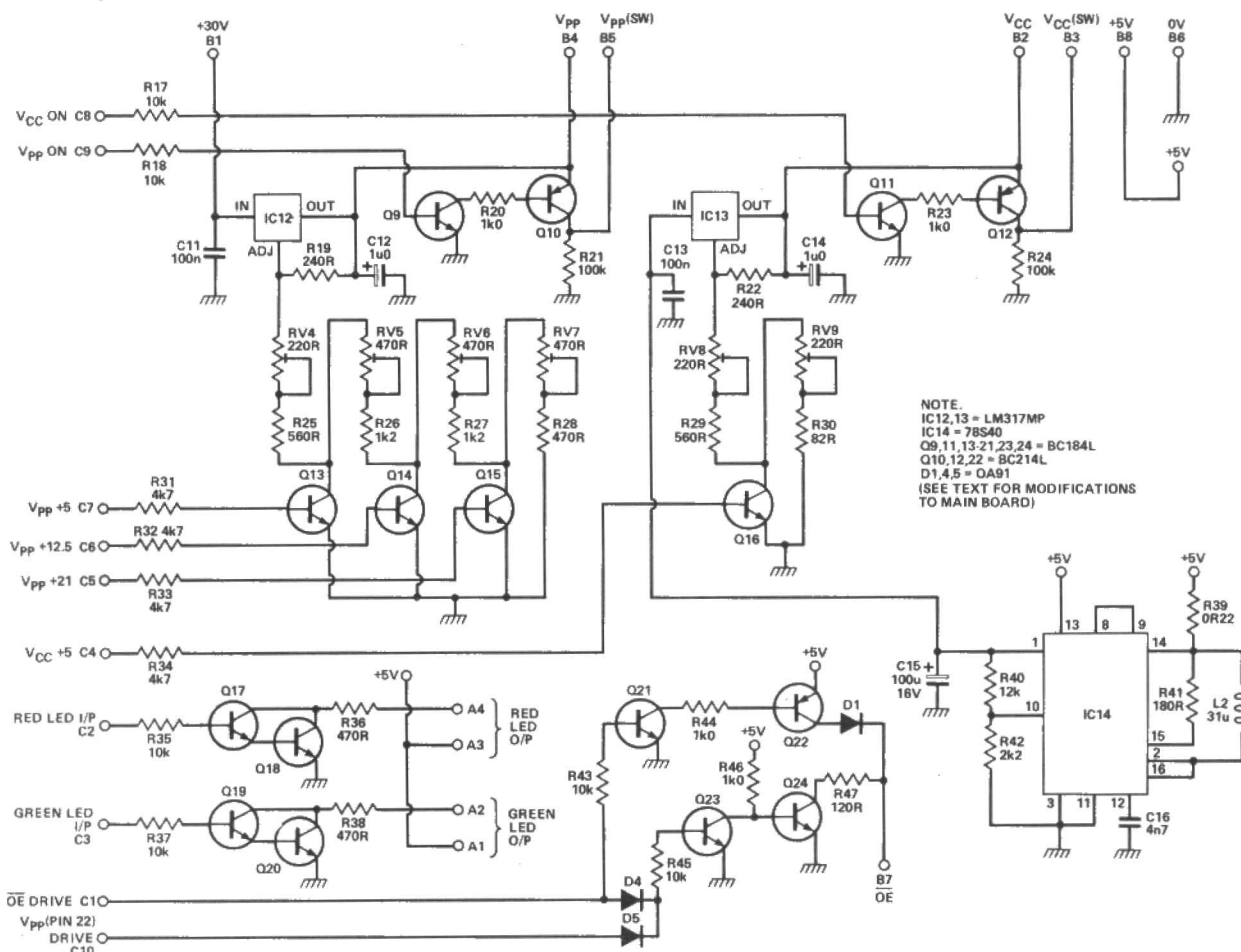 +30V
B1
VPP
B4
VPP(SW)
B5
VCC
B2
VCC(SW)
B3
+5V
B8
0V
B6
R17
10k
VCC ON C8
VPP ON C9
R18
10k
+5V
IN
IC12
OUT
ADJ
Q9
R20
1k0
Q10
C11
100n
R19
240R
C12
1u0
+
R21
100k
IN
IC13
OUT
ADJ
Q11
R23
1k0
Q12
C13
100n
R22
240R
C14
1u0
+
R24
100k
RV4
220R
RV5
470R
RV6
470R
RV7
470R
RV8
220R
RV9
220R
R25
560R
R26
1k2
R27
1k2
R28
470R
R29
560R
R30
82R
NOTE.
IC12,13 = LM317MP
IC14 = 78S40
Q9,11,13-21,23,24 = BC184L
Q10,12,22 = BC214L
D1,4,5 = OA91
(SEE TEXT FOR MODIFICATIONS
TO MAIN BOARD)
Q13
Q14
Q15
Q16
R31
4k7
VPP +5 C7
R32 4k7
VPP +12.5 C6
VPP +21 C5
R33
4k7
VCC +5 C4
R34
4k7
+5V
+5V
R39
0R22
13
8
9
1
14
C15
100u
16V
+
R40
12k
10
R42
2k2
IC14
R41
180R
L2
31u
15
2
16
3
11
12
C16
4n7
RED LED I/P
C2
R35
10k
Q17
Q18
R36
470R
+5V
A4
A3
RED
LED
O/P
GREEN LED
I/P
C3
R37
10k
Q19
Q20
R38
470R
A2
A1
GREEN
LED
O/P
Q21
R44
1k0
+5V
Q22
D1
R43
10k
+5V
R46
1k0
Q23
Q24
R47
120R
R45
10k
B7
OE
OE DRIVE C1
D4
D5
VPP(PIN 22)
DRIVE
C10